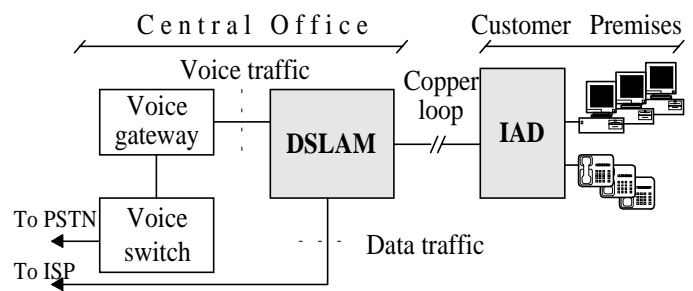 Central Office
Customer Premises
Voice traffic
Copper
loop
Voice
gateway
DSLAM
IAD
To PSTN
Voice
switch
Data traffic
To ISP